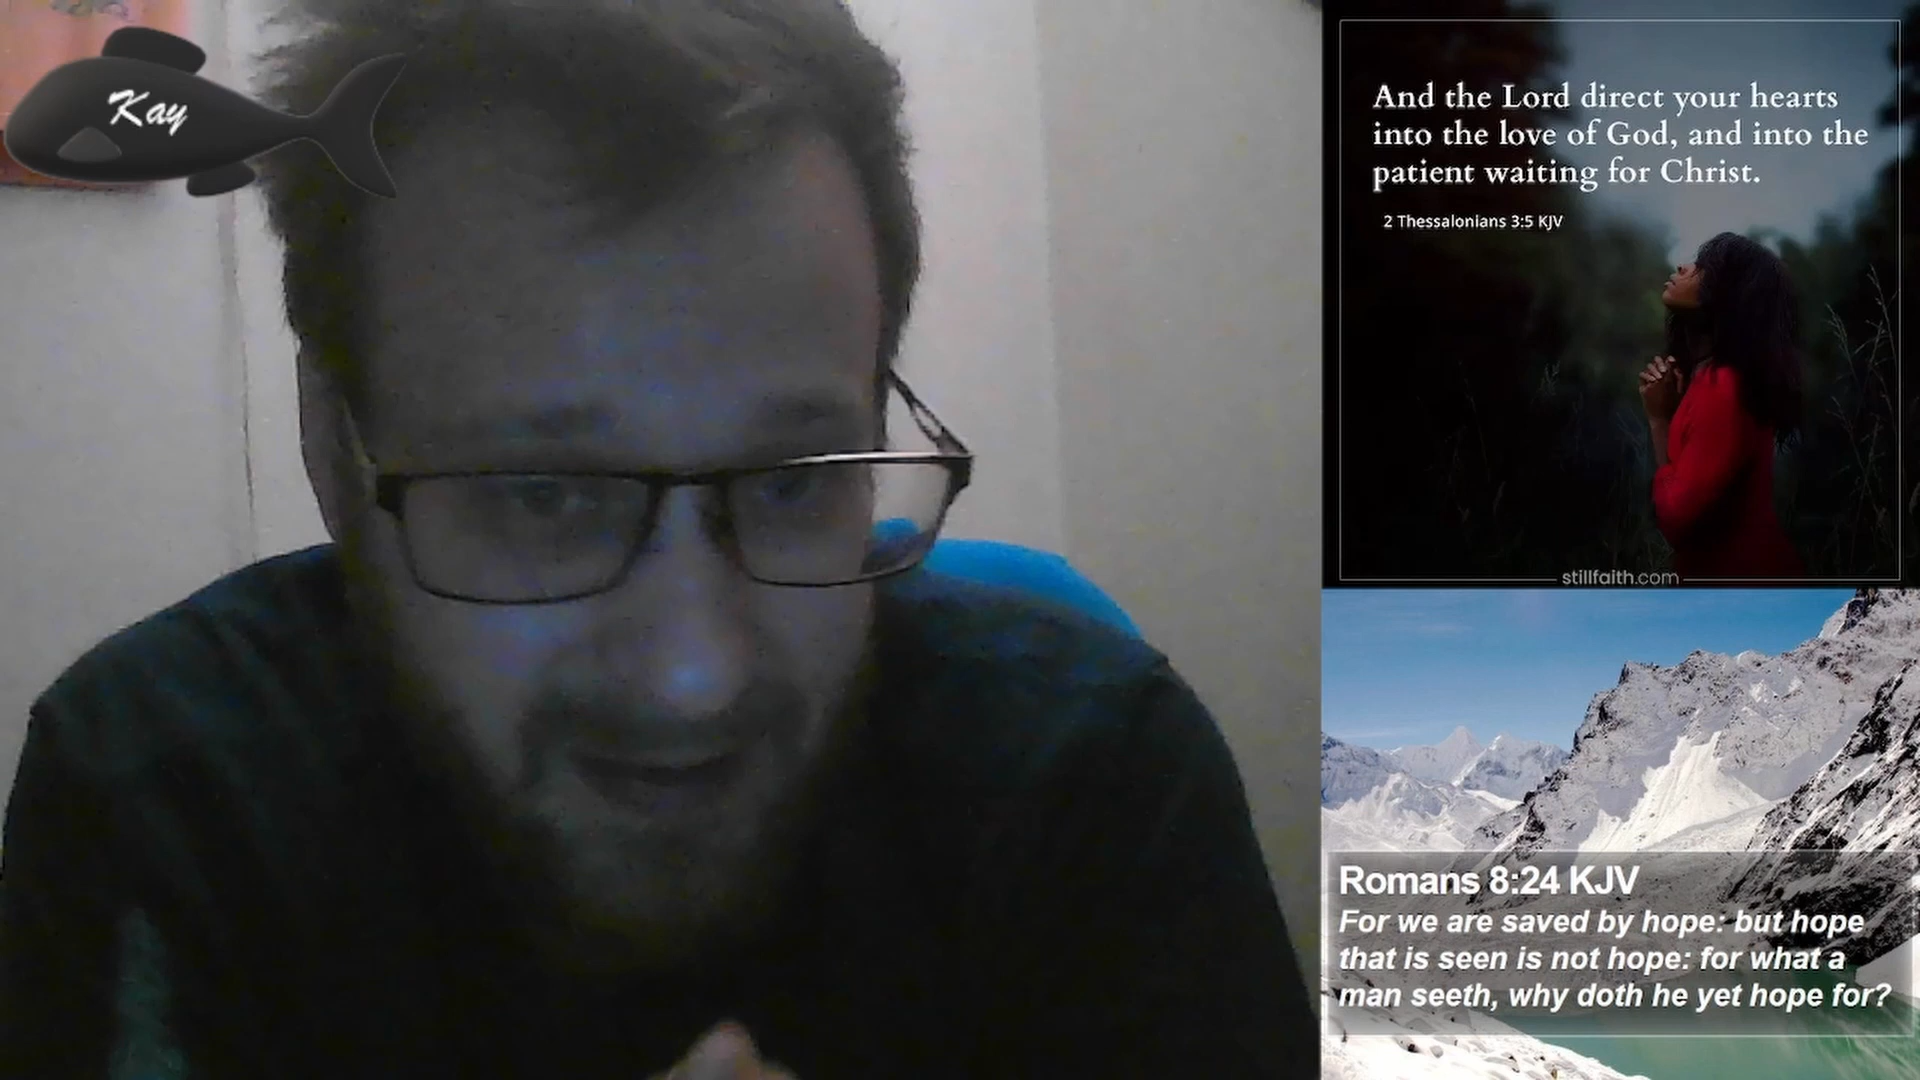 Kay
And the Lord direct your hearts
into the love of God, and into the
patient waiting for Christ.
2 Thessalonians 3:5 KJV
stillfaith.com
Romans 8:24 KJV
For we are saved by hope: but hope
that is seen is not hope: for what a
man seeth, why doth he yet hope for?